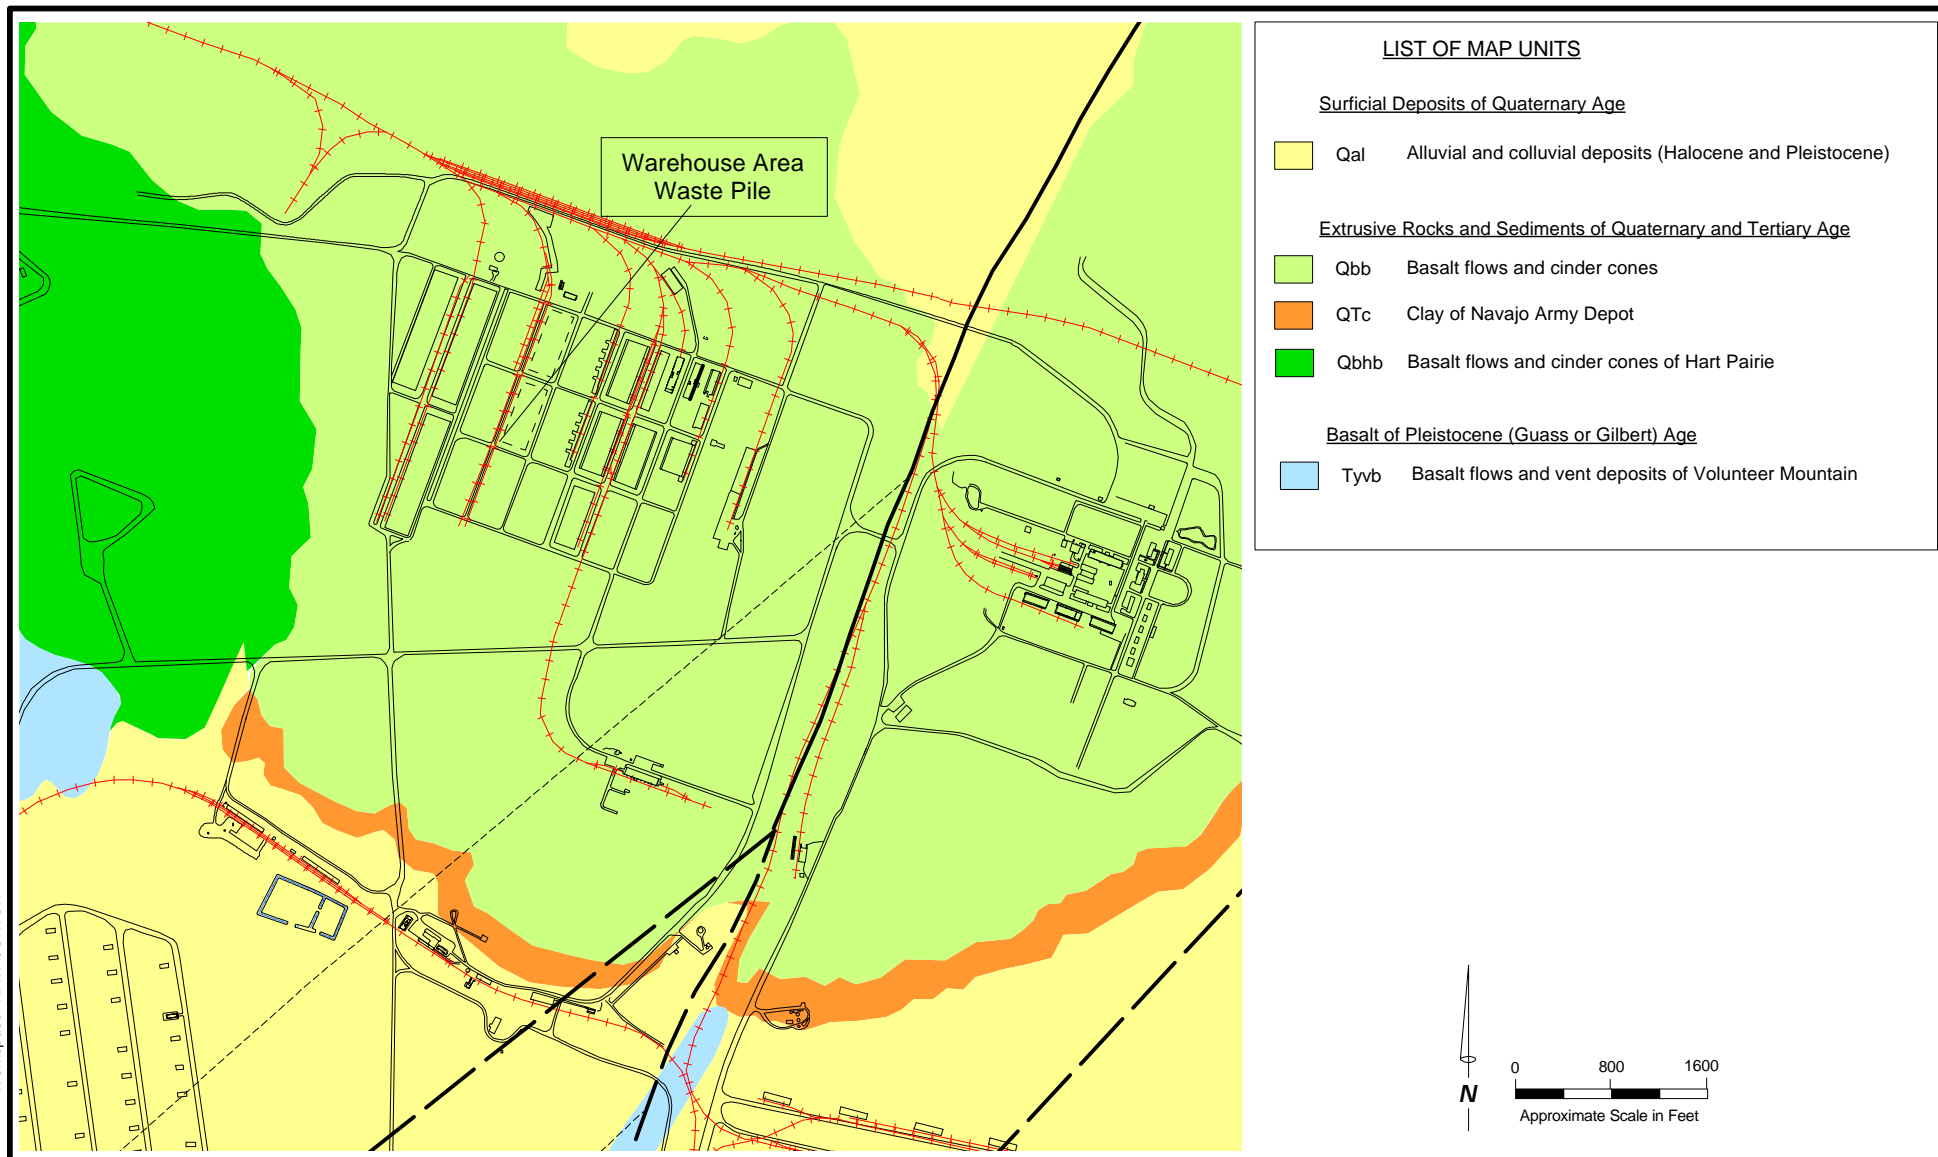 LIST OF MAP UNITS
Surficial Deposits of Quaternary Age
Qal Alluvial and colluvial deposits (Halocene and Pleistocene)
Extrusive Rocks and Sediments of Quaternary and Tertiary Age
Qbb Basalt flows and cinder cones
QTc Clay of Navajo Army Depot
Qbhb Basalt flows and cinder cones of Hart Pairie
Basalt of Pleistocene (Guass or Gilbert) Age
Tyvb Basalt flows and vent deposits of Volunteer Mountain
Warehouse Area
Waste Pile
N
0 800 1600
Approximate Scale in Feet